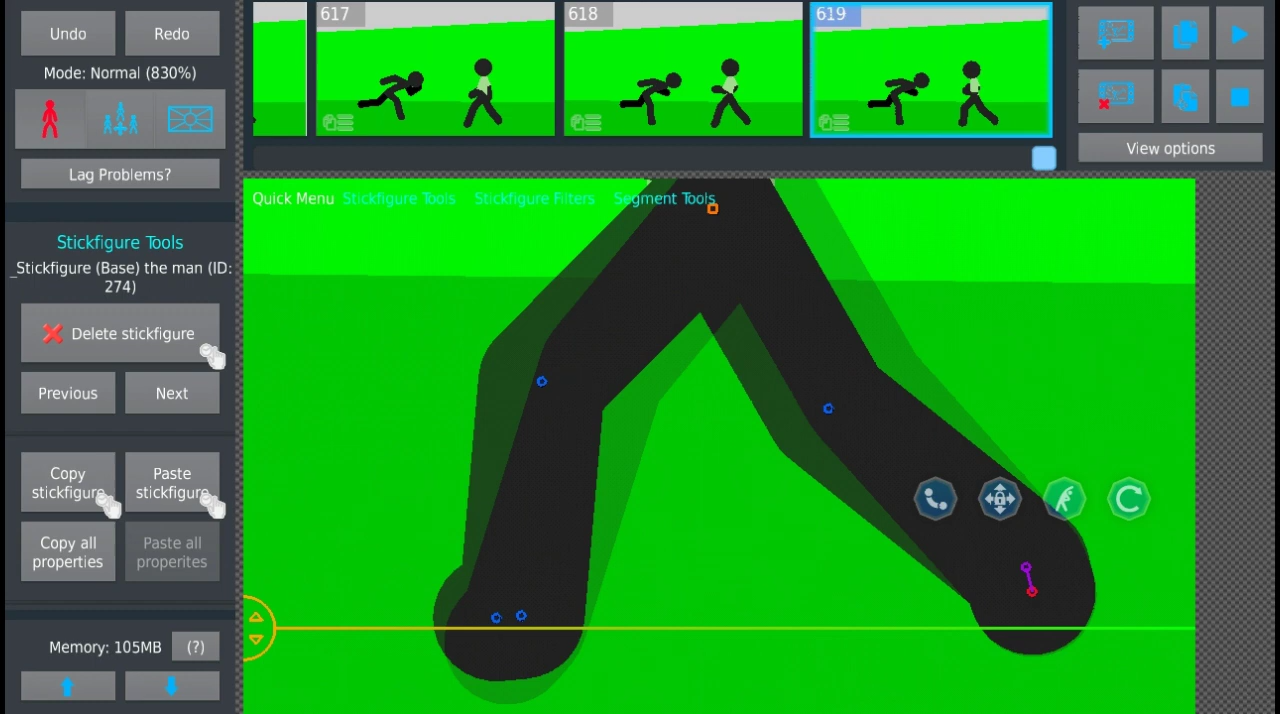 Undo
Redo
Mode: Normal (830%)
Lag Problems?
Stickfigure Tools
_Stickfigure (Base) the man (ID:
274)
Delete stickfigure
Previous
Next
Copy
stickfigure
Paste
stickfigure
Copy all
properties
Paste all
properites
Memory: 105MB
(?)
617
618
619
View options
Quick Menu
Stickfigure Tools
Stickfigure Filters
Segment Tools